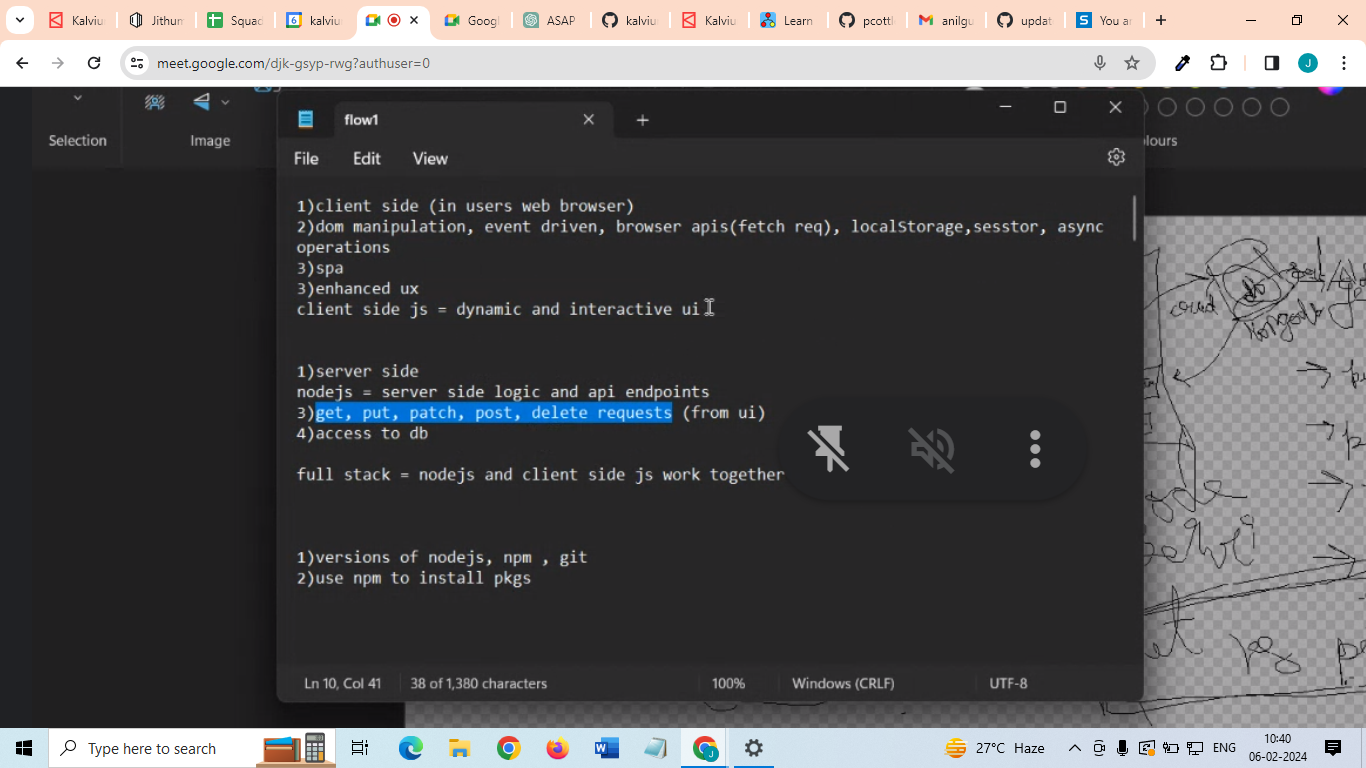 Kalviu
Jithun
Squad
kalviu
Googl
ASAP
kalviu
Kalviu
Learn
pcottl
anilgu
updat
You ar
meet.google.com/djk-gsyp-rwg?authuser=0
J
Selection
Image
flow1
File
Edit
View
1)client side (in users web browser)
2)dom manipulation, event driven, browser apis(fetch req), localStorage,sesstor, async
operations
3)spa
3)enhanced ux
client side js = dynamic and interactive ui
1)server side
nodejs = server side logic and api endpoints
3)get, put, patch, post, delete requests (from ui)
4)access to db
full stack = nodejs and client side js work together
1)versions of nodejs, npm , git
2)use npm to install pkgs
Ln 10, Col 41
38 of 1,380 characters
100%
Windows (CRLF)
UTF-8
lours
Type here to search
27°C Haze
ENG
10:40
06-02-2024